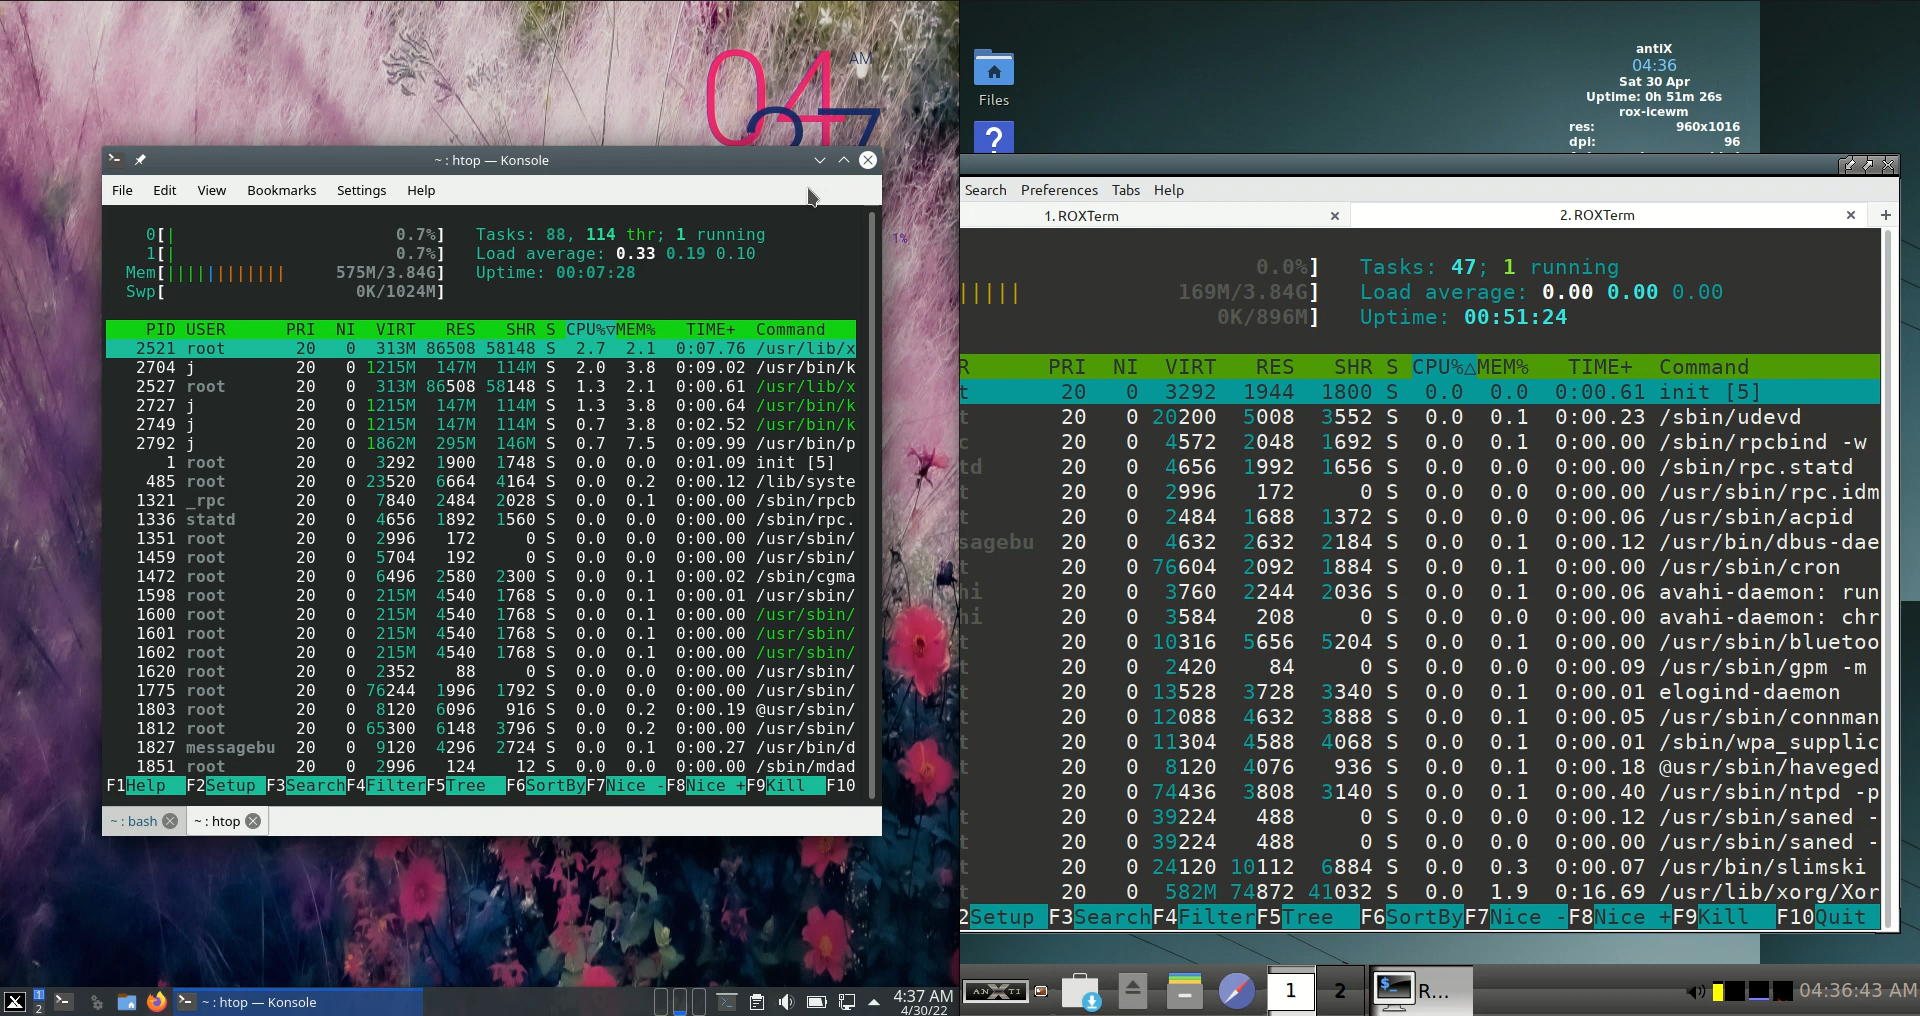 04
AM
37
~ : htop — Konsole
File Edit View Bookmarks Settings Help
0[| 0.7%] Tasks: 88, 114 thr; 1 running
1[| 0.7%] Load average: 0.33 0.19 0.10
Mem[|||||||||||| 575M/3.84G] Uptime: 00:07:28
Swp[ 0K/1024M]
PID USER PRI NI VIRT RES SHR S CPU%▽MEM% TIME+ Command
2521 root 20 0 313M 86508 58148 S 2.7 2.1 0:07.76 /usr/lib/x
2704 j 20 0 1215M 147M 114M S 2.0 3.8 0:09.02 /usr/bin/k
2527 root 20 0 313M 86508 58148 S 1.3 2.1 0:00.61 /usr/lib/x
2727 j 20 0 1215M 147M 114M S 1.3 3.8 0:00.64 /usr/bin/k
2749 j 20 0 1215M 147M 114M S 0.7 3.8 0:02.52 /usr/bin/k
2792 j 20 0 1862M 295M 146M S 0.7 7.5 0:09.99 /usr/bin/p
1 root 20 0 3292 1900 1748 S 0.0 0.0 0:01.09 init [5]
485 root 20 0 23520 6664 4164 S 0.0 0.2 0:00.12 /lib/syste
1321 _rpc 20 0 7840 2484 2028 S 0.0 0.1 0:00.00 /sbin/rpcb
1336 statd 20 0 4656 1892 1560 S 0.0 0.0 0:00.00 /sbin/rpc.
1351 root 20 0 2996 172 0 S 0.0 0.0 0:00.00 /usr/sbin/
1459 root 20 0 5704 192 0 S 0.0 0.0 0:00.00 /usr/sbin/
1472 root 20 0 6496 2580 2300 S 0.0 0.1 0:00.02 /sbin/cgma
1598 root 20 0 215M 4540 1768 S 0.0 0.1 0:00.01 /usr/sbin/
1600 root 20 0 215M 4540 1768 S 0.0 0.1 0:00.00 /usr/sbin/
1601 root 20 0 215M 4540 1768 S 0.0 0.1 0:00.00 /usr/sbin/
1602 root 20 0 215M 4540 1768 S 0.0 0.1 0:00.00 /usr/sbin/
1620 root 20 0 2352 88 0 S 0.0 0.0 0:00.00 /usr/sbin/
1775 root 20 0 76244 1996 1792 S 0.0 0.0 0:00.00 /usr/sbin/
1803 root 20 0 8120 6096 916 S 0.0 0.2 0:00.19 @usr/sbin/
1812 root 20 0 65300 6148 3796 S 0.0 0.2 0:00.00 /usr/sbin/
1827 messagebu 20 0 9120 4296 2724 S 0.0 0.1 0:00.27 /usr/bin/d
1851 root 20 0 2996 124 12 S 0.0 0.0 0:00.00 /sbin/mdad
F1Help F2Setup F3SearchF4FilterF5Tree F6SortByF7Nice -F8Nice +F9Kill F10
~ : bash ~ : htop
1%
1
2
~ : htop — Konsole
4:37 AM
4/30/22
Files
?
antiX
04:36
Sat 30 Apr
Uptime: 0h 51m 26s
rox-icewm
res: 960x1016
dpi: 96
Search Preferences Tabs Help
1. ROXTerm 2. ROXTerm +
0.0%] Tasks: 47; 1 running
||||| 169M/3.84G] Load average: 0.00 0.00 0.00
0K/896M] Uptime: 00:51:24
R PRI NI VIRT RES SHR S CPU%△MEM% TIME+ Command
t 20 0 3292 1944 1800 S 0.0 0.0 0:00.61 init [5]
t 20 0 20200 5008 3552 S 0.0 0.1 0:00.23 /sbin/udevd
c 20 0 4572 2048 1692 S 0.0 0.1 0:00.00 /sbin/rpcbind -w
td 20 0 4656 1992 1656 S 0.0 0.0 0:00.00 /sbin/rpc.statd
t 20 0 2996 172 0 S 0.0 0.0 0:00.00 /usr/sbin/rpc.idm
t 20 0 2484 1688 1372 S 0.0 0.0 0:00.06 /usr/sbin/acpid
sagebu 20 0 4632 2632 2184 S 0.0 0.1 0:00.12 /usr/bin/dbus-dae
t 20 0 76604 2092 1884 S 0.0 0.1 0:00.00 /usr/sbin/cron
hi 20 0 3760 2244 2036 S 0.0 0.1 0:00.06 avahi-daemon: run
hi 20 0 3584 208 0 S 0.0 0.0 0:00.00 avahi-daemon: chr
t 20 0 10316 5656 5204 S 0.0 0.1 0:00.00 /usr/sbin/bluetoo
t 20 0 2420 84 0 S 0.0 0.0 0:00.09 /usr/sbin/gpm -m
t 20 0 13528 3728 3340 S 0.0 0.1 0:00.01 elogind-daemon
t 20 0 12088 4632 3888 S 0.0 0.1 0:00.05 /usr/sbin/connman
t 20 0 11304 4588 4068 S 0.0 0.1 0:00.01 /sbin/wpa_supplic
t 20 0 8120 4076 936 S 0.0 0.1 0:00.18 @usr/sbin/haveged
t 20 0 74436 3808 3140 S 0.0 0.1 0:00.40 /usr/sbin/ntpd -p
20 0 39224 488 0 S 0.0 0.0 0:00.12 /usr/sbin/saned -
20 0 39224 488 0 S 0.0 0.0 0:00.00 /usr/sbin/saned -
t 20 0 24120 10112 6884 S 0.0 0.3 0:00.07 /usr/bin/slimski
t 20 0 582M 74872 41032 S 0.0 1.9 0:16.69 /usr/lib/xorg/Xor
2Setup F3SearchF4FilterF5Tree F6SortByF7Nice -F8Nice +F9Kill F10Quit
ANXTI 1 2 R... 04:36:43 AM